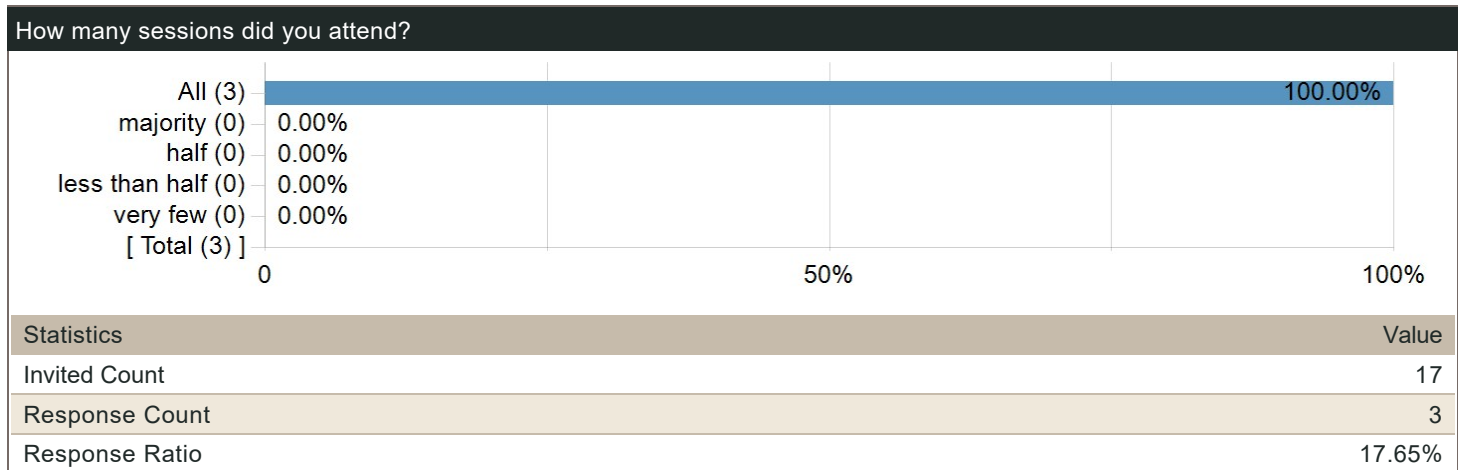 How many sessions did you attend?
All (3) 100.00%
majority (0) 0.00%
half (0) 0.00%
less than half (0) 0.00%
very few (0) 0.00%
[ Total (3) ]
0 50% 100%
Statistics Value
Invited Count 17
Response Count 3
Response Ratio 17.65%